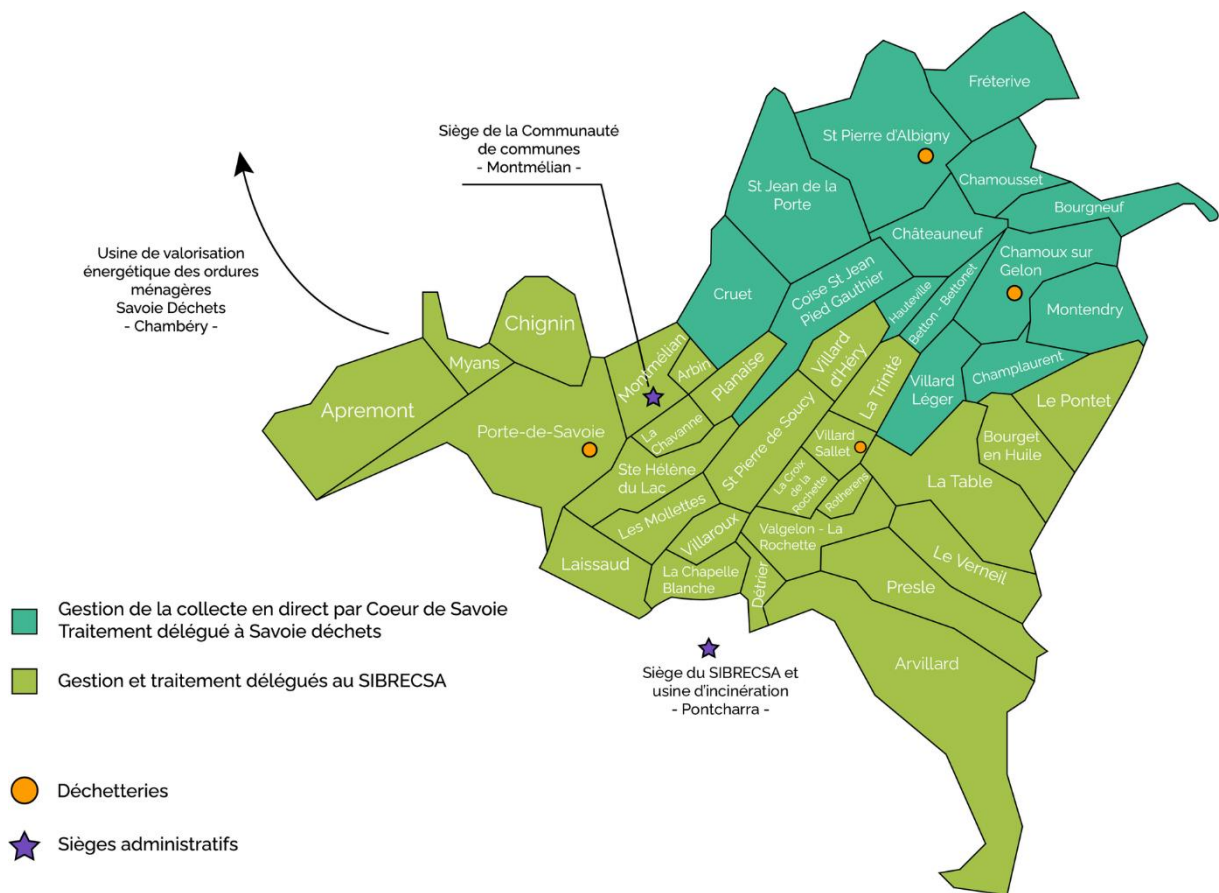 Fréterive
St Pierre d'Albigny
Siège de la Communauté
de communes
- Montmélian -
Chamousset
St Jean de la
Porte
Bourgneuf
Châteauneuf
Usine de valorisation
énergétique des ordures
ménagères
Savoie Déchets
- Chambéry -
Chamoux sur
Gelon
Coise St Jean
Pied Gauthier
Cruet
Hauteville
Betton - Bettonet
Montendry
Chignin
Montmélian
Arbin
Planaise
Villard
d'Héry
La Trinité
Champlaurent
Myans
Villard
Léger
Apremont
Le Pontet
Porte-de-Savoie
La
Chavanne
St Pierre de Soucy
Villard
Sallet
Bourget
en Huile
Ste Hélène
du Lac
La Croix
de la
Rochette
Rotherens
La Table
Les Mollettes
Villaroux
Valgelon - La
Rochette
Laissaud
La Chapelle
Blanche
Détrier
Le Verneil
Presle
Arvillard
Gestion de la collecte en direct par Coeur de Savoie
Traitement délégué à Savoie déchets
Gestion et traitement délégués au SIBRECSA
Siège du SIBRECSA et
usine d'incinération
- Pontcharra -
Déchetteries
Sièges administratifs